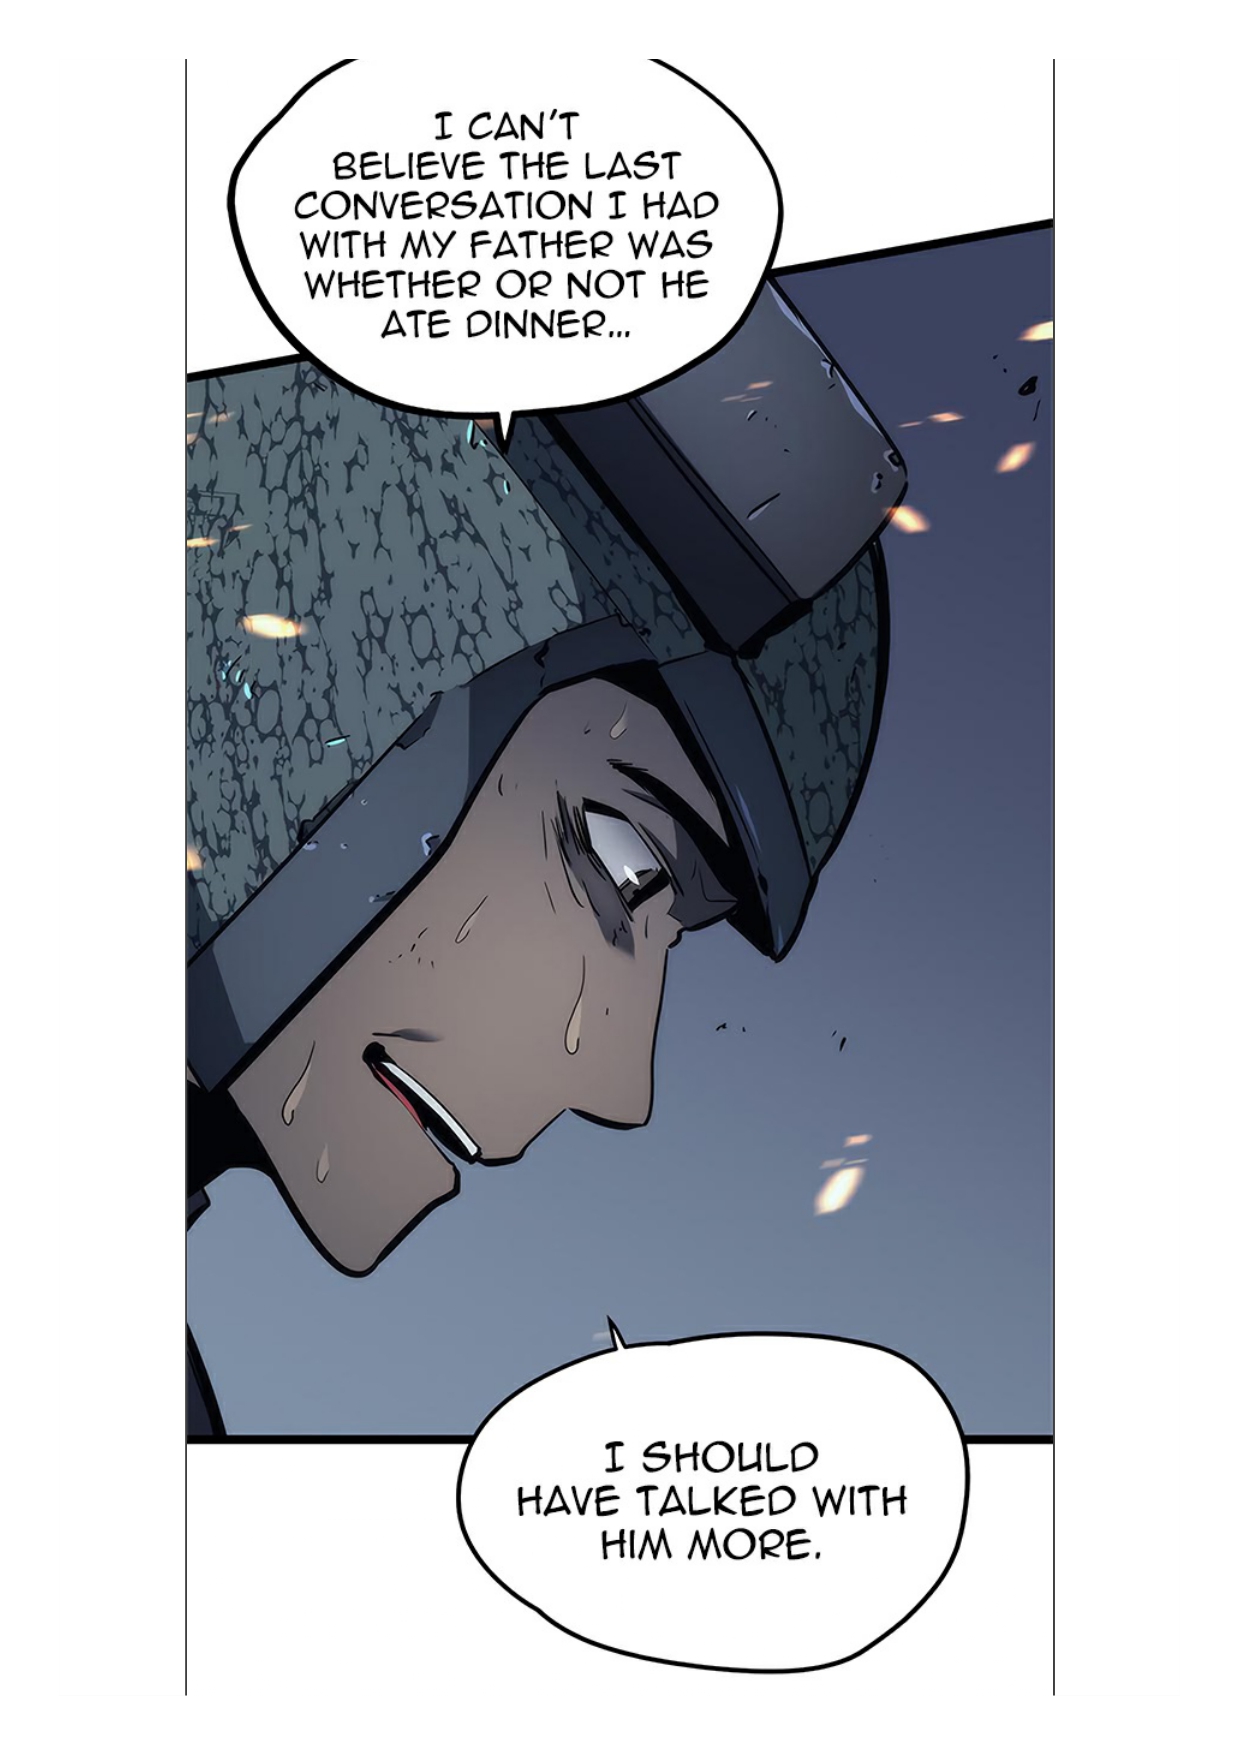 I CAN'T
BELIEVE THE LAST
CONVERSATION I HAD
WITH MY FATHER WAS
WHETHER OR NOT HE
ATE DINNER...
I SHOULD
HAVE TALKED WITH
HIM MORE.